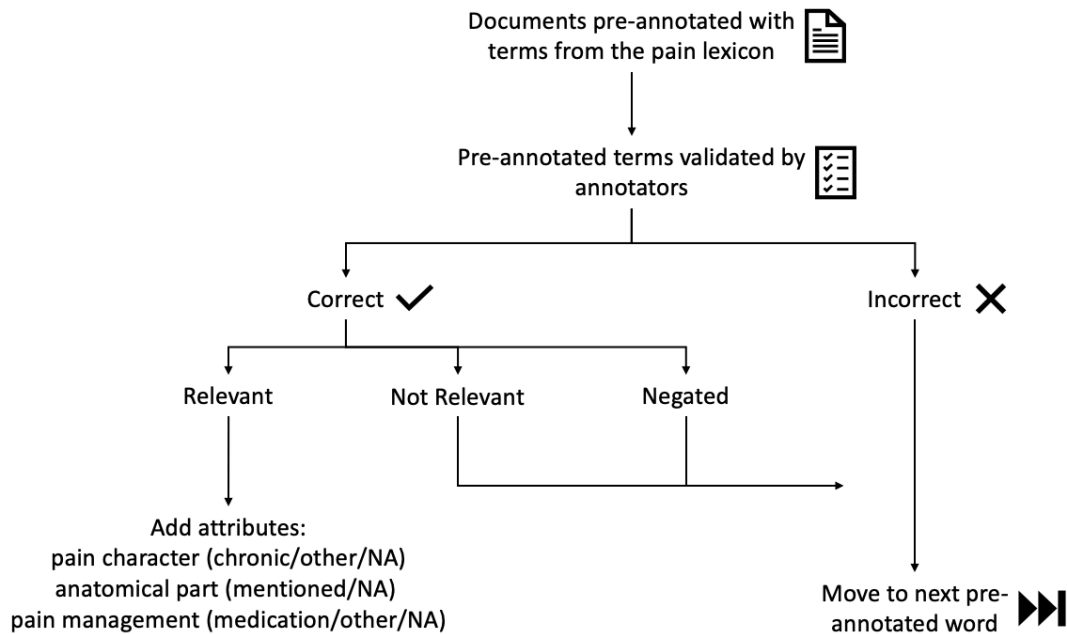 Documents pre-annotated with
terms from the pain lexicon
Pre-annotated terms validated by
annotators
Correct
Incorrect
Relevant
Not Relevant
Negated
Add attributes:
pain character (chronic/other/NA)
anatomical part (mentioned/NA)
pain management (medication/other/NA)
Move to next pre-
annotated word